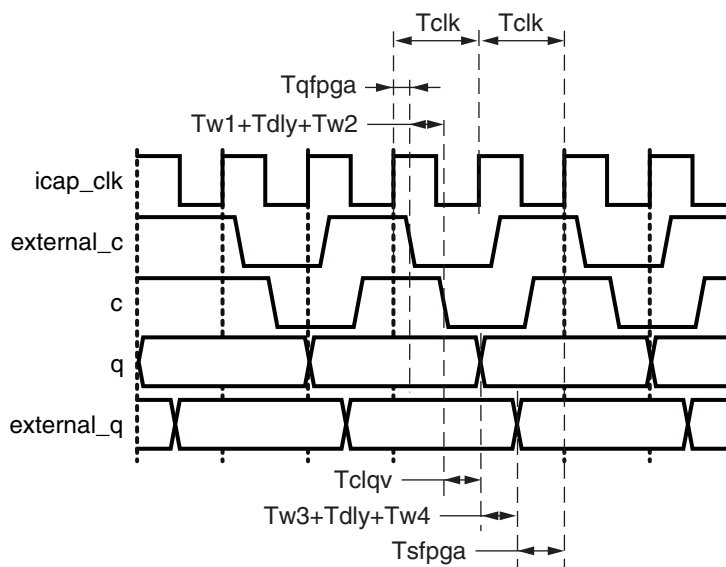 Tclk Tclk
Tqfpga
Tw1+Tdly+Tw2
icap_clk
external_c
c
q
external_q
Tclqv
Tw3+Tdly+Tw4
Tsfpga